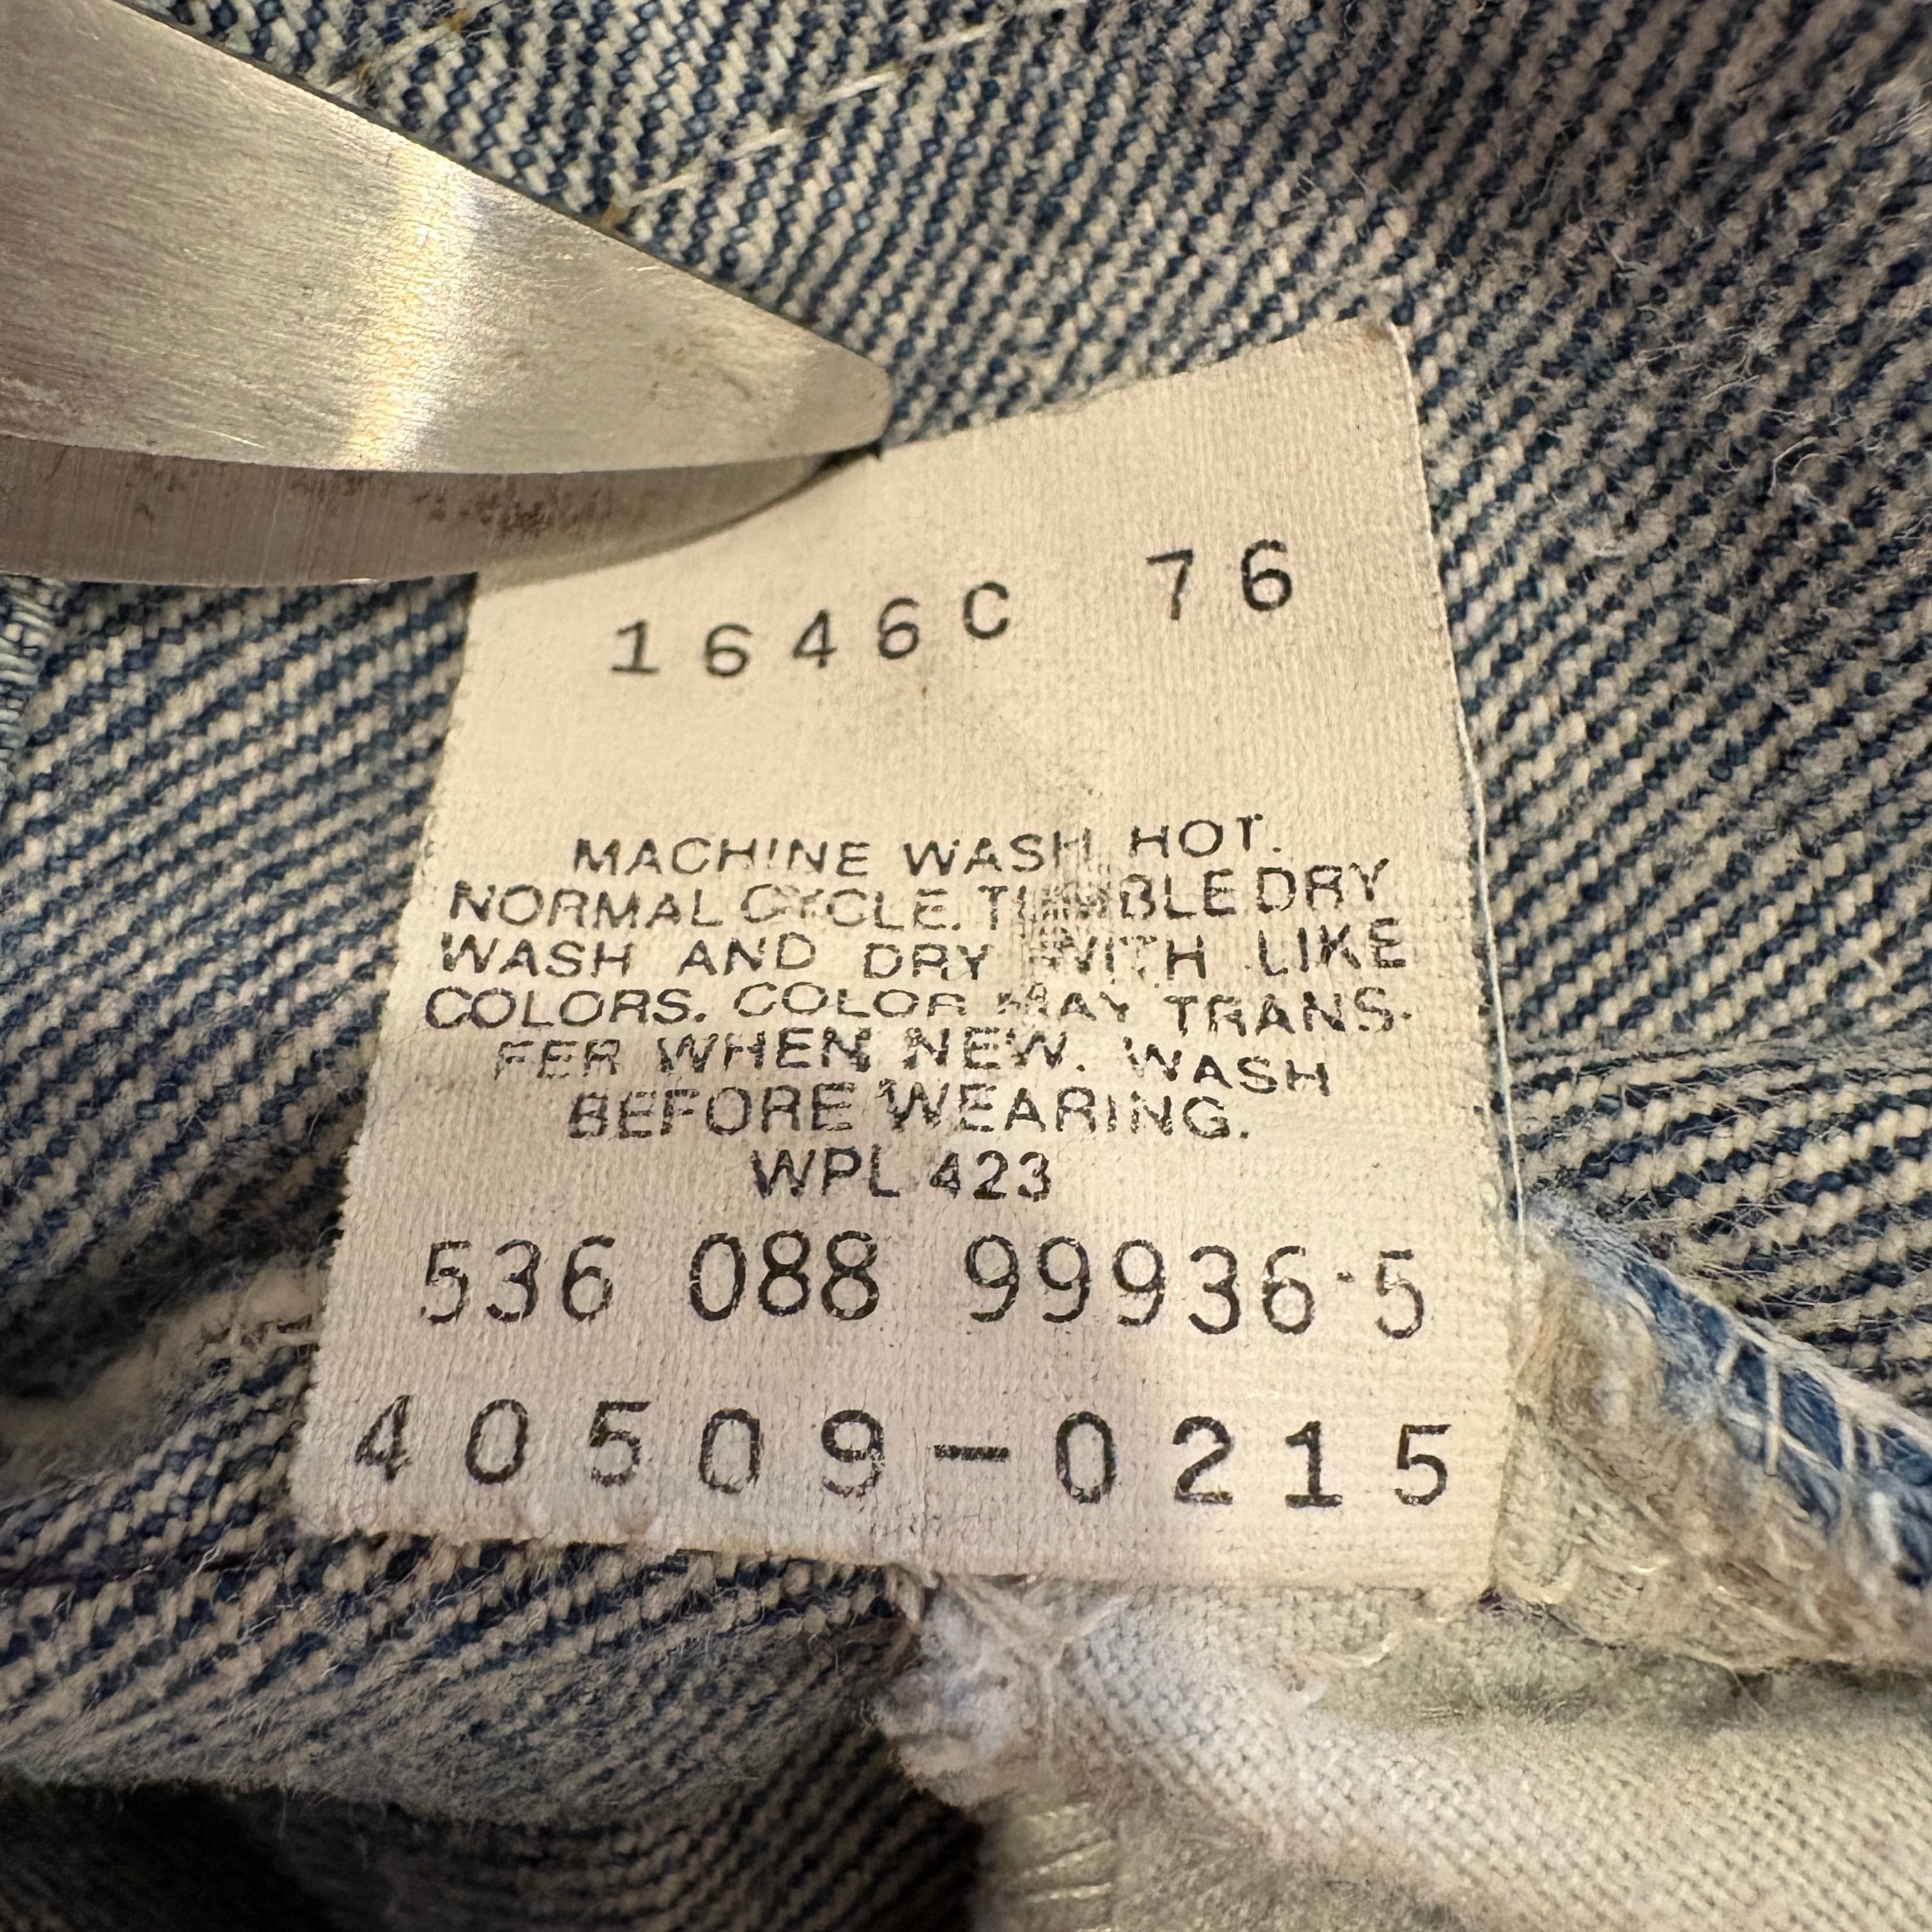 1646C 76
MACHINE WASH HOT.
NORMAL CYCLE. TUMBLE DRY
WASH AND DRY WITH LIKE
COLORS. COLOR MAY TRANS-
FER WHEN NEW. WASH
BEFORE WEARING.
WPL 423
536 088 99936-5
40509-0215